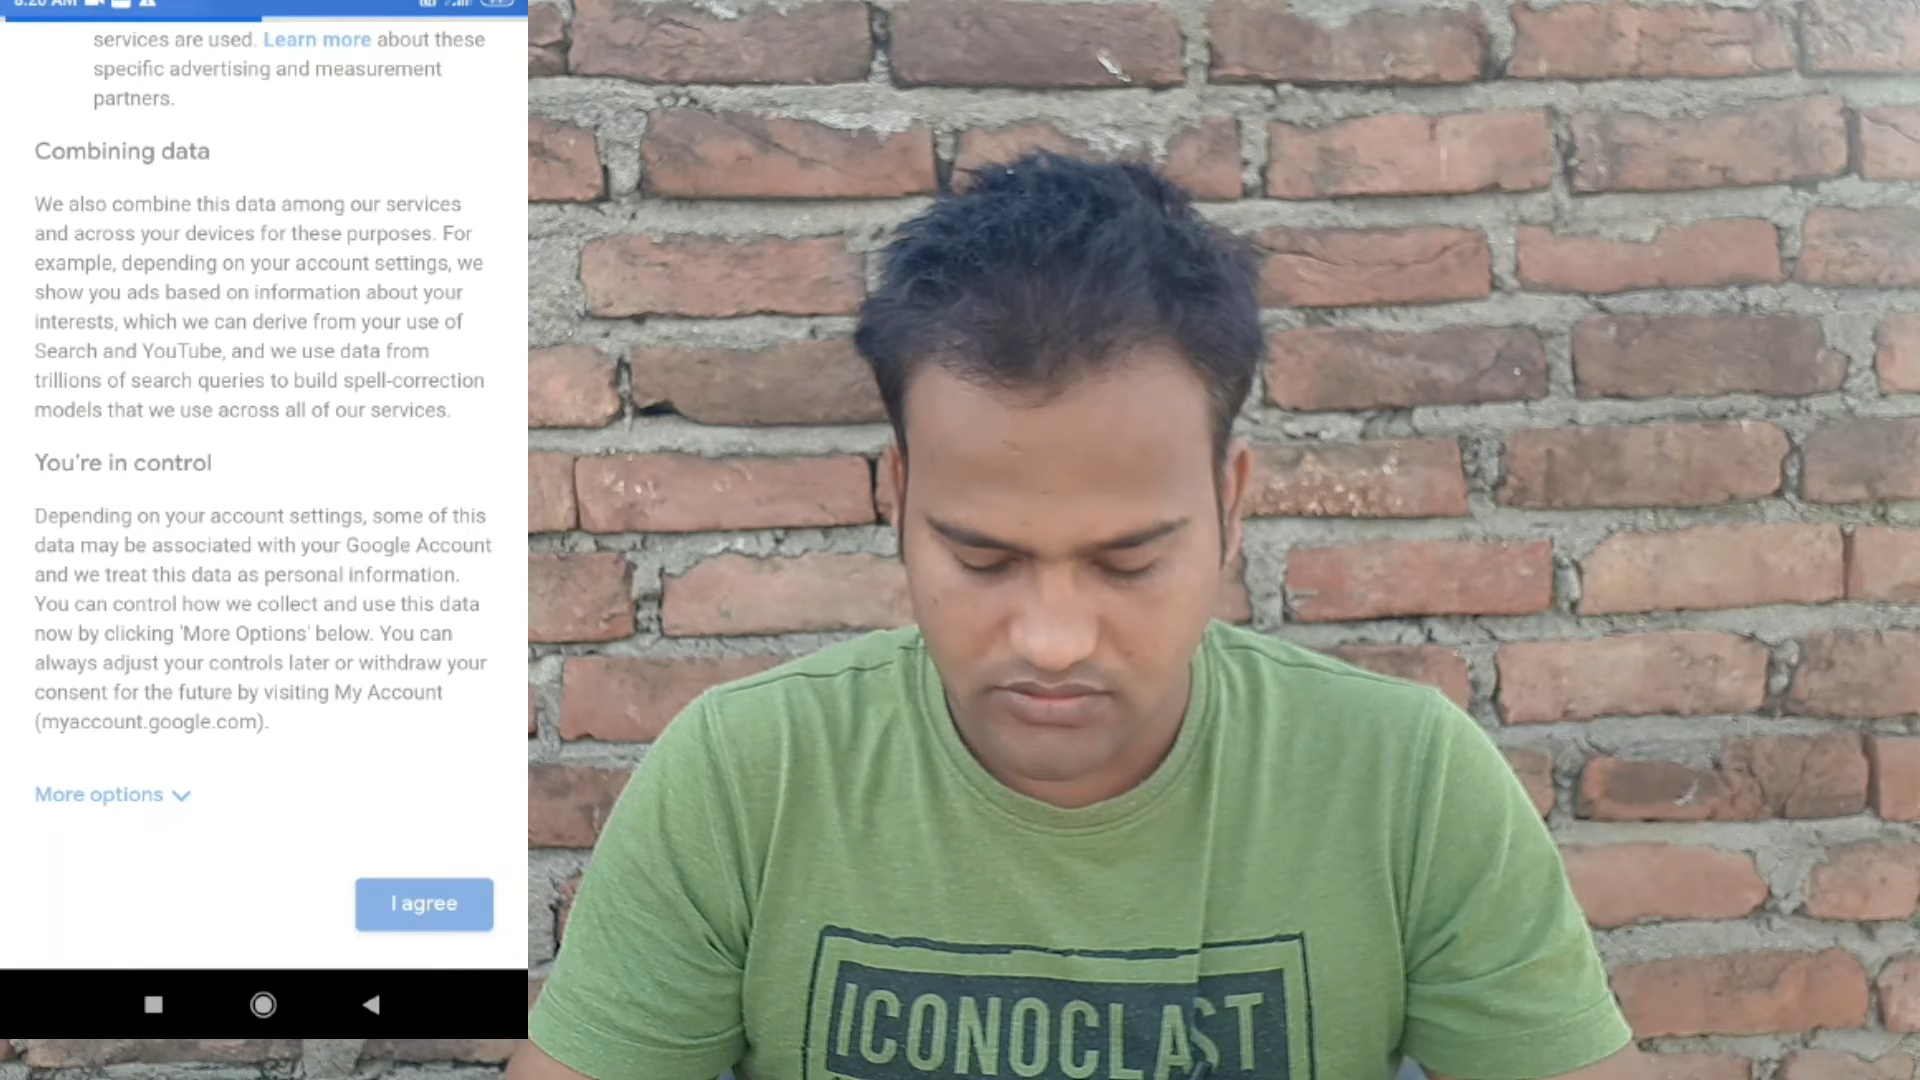 8:20 AM
services are used. Learn more about these
specific advertising and measurement
partners.
Combining data
We also combine this data among our services
and across your devices for these purposes. For
example, depending on your account settings, we
show you ads based on information about your
interests, which we can derive from your use of
Search and YouTube, and we use data from
trillions of search queries to build spell-correction
models that we use across all of our services.
You're in control
Depending on your account settings, some of this
data may be associated with your Google Account
and we treat this data as personal information.
You can control how we collect and use this data
now by clicking 'More Options' below. You can
always adjust your controls later or withdraw your
consent for the future by visiting My Account
(myaccount.google.com).
More options
I agree
ICONOCLAST